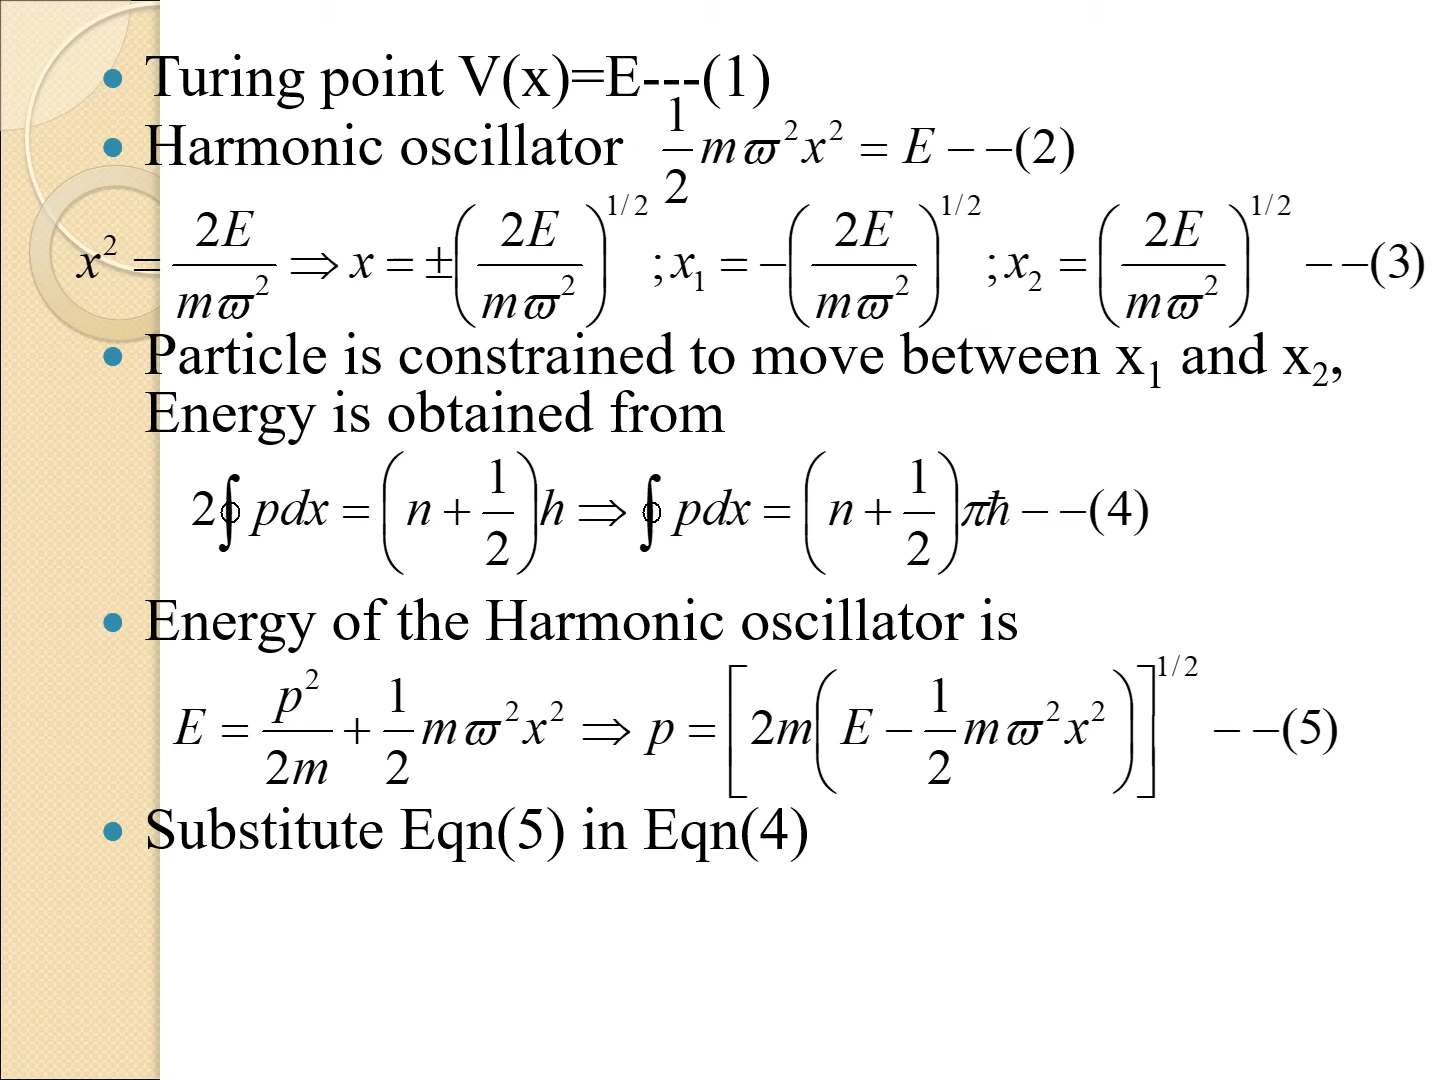 • Turing point V(x)=E---(1)
• Harmonic oscillator 1/2 mϖ²x² = E − −(2)
x² = 2E/mϖ² ⇒ x = ±(2E/mϖ²)^1/2 ; x₁ = −(2E/mϖ²)^1/2 ; x₂ = (2E/mϖ²)^1/2 − −(3)
• Particle is constrained to move between x₁ and x₂,
Energy is obtained from
2∮pdx = (n + 1/2)h ⇒ ∮pdx = (n + 1/2)πħ − −(4)
• Energy of the Harmonic oscillator is
E = p²/2m + 1/2 mϖ²x² ⇒ p = [2m(E − 1/2 mϖ²x²)]^1/2 − −(5)
• Substitute Eqn(5) in Eqn(4)